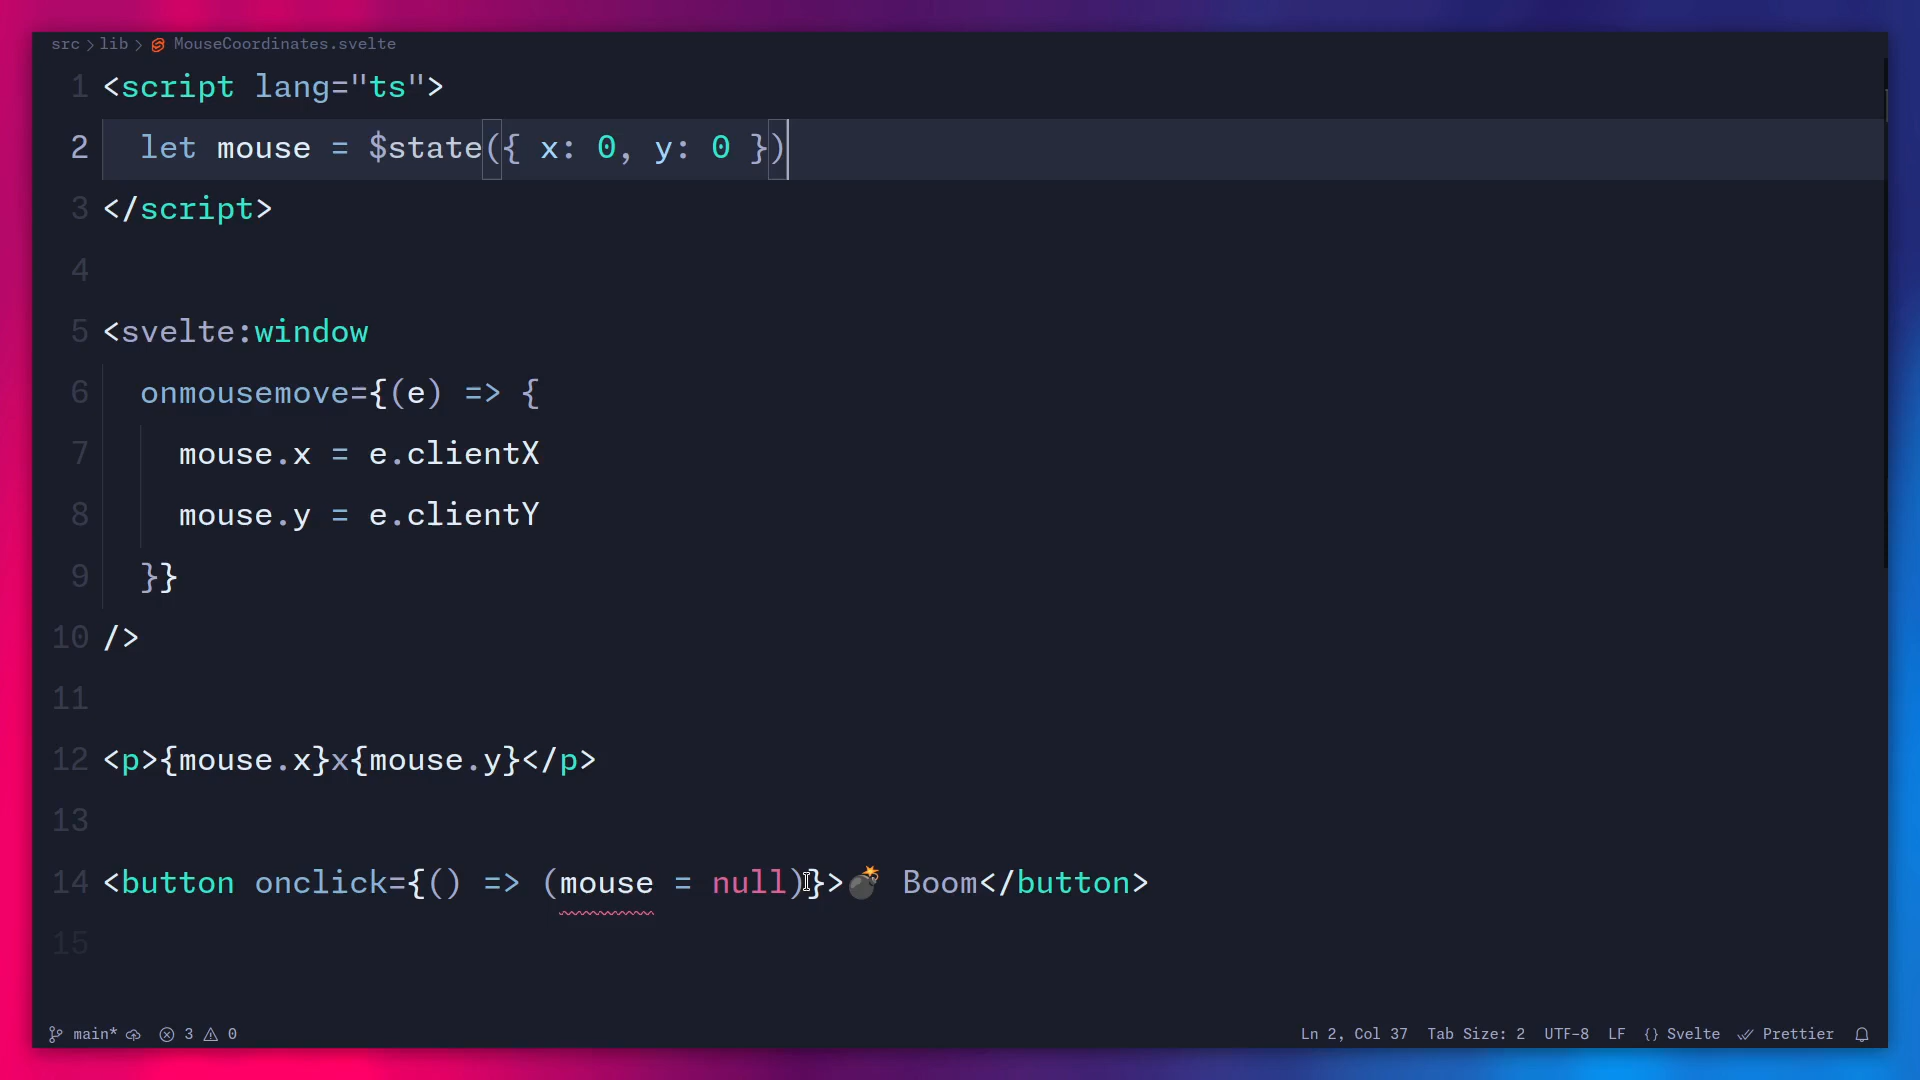 src > lib > MouseCoordinates.svelte
1 <script lang="ts">
2 let mouse = $state({ x: 0, y: 0 })
3 </script>
4
5 <svelte:window
6 onmousemove={(e) => {
7 mouse.x = e.clientX
8 mouse.y = e.clientY
9 }}
10 />
11
12 <p>{mouse.x}x{mouse.y}</p>
13
14 <button onclick={() => (mouse = null)}>💣 Boom</button>
15
main* 3 0 Ln 2, Col 37 Tab Size: 2 UTF-8 LF {} Svelte Prettier